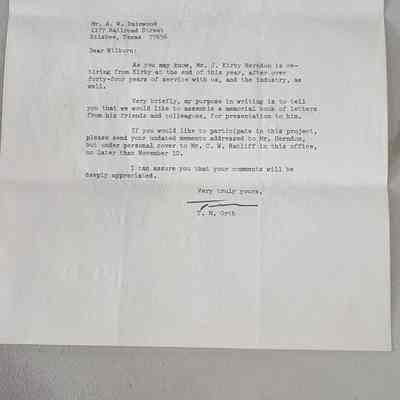 Mr. A. W. Dainwood
1177 Railroad Street
Silsbee, Texas 77656
Dear Wilburn:
As you may know, Mr. J. Kirby Herndon is re-
tiring from Kirby at the end of this year, after over
forty-four years of service with us, and the industry, as
well.
Very briefly, my purpose in writing is to tell
you that we would like to assemble a memorial book of letters
from his friends and colleagues, for presentation to him.
If you would like to participate in this project,
please send your undated memento addressed to Mr. Herndon,
but under personal cover to Mr. C. W. Ratliff in this office,
no later than November 10.
I can assure you that your comments will be
deeply appreciated.
Very truly yours,
T. M. Orth